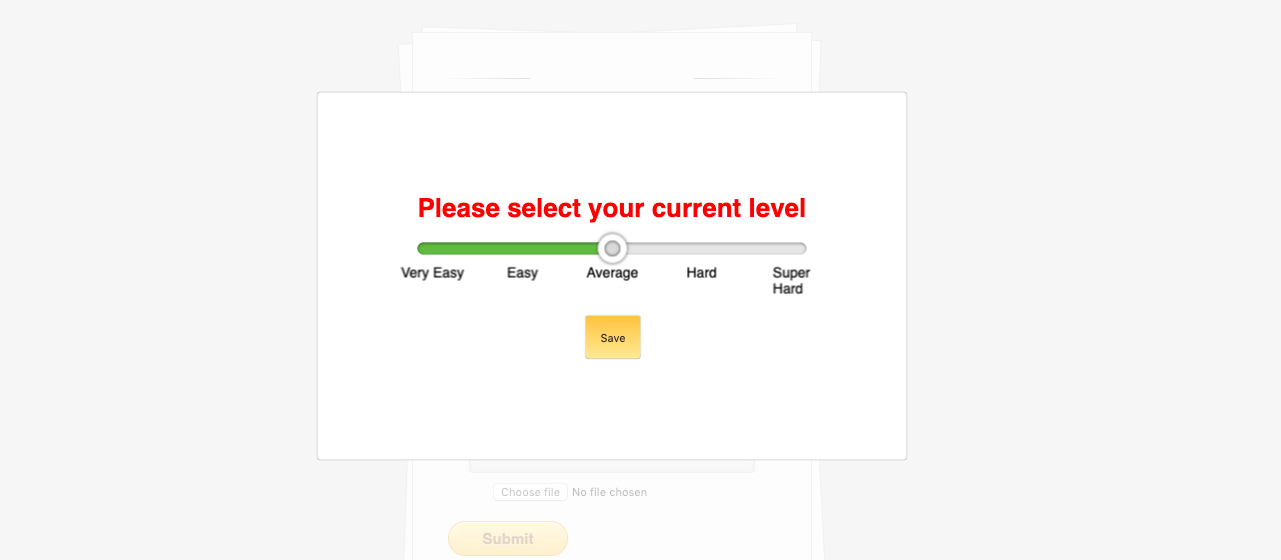 Please select your current level
Very Easy Easy Average Hard Super
Hard
Save
Choose file No file chosen
Submit